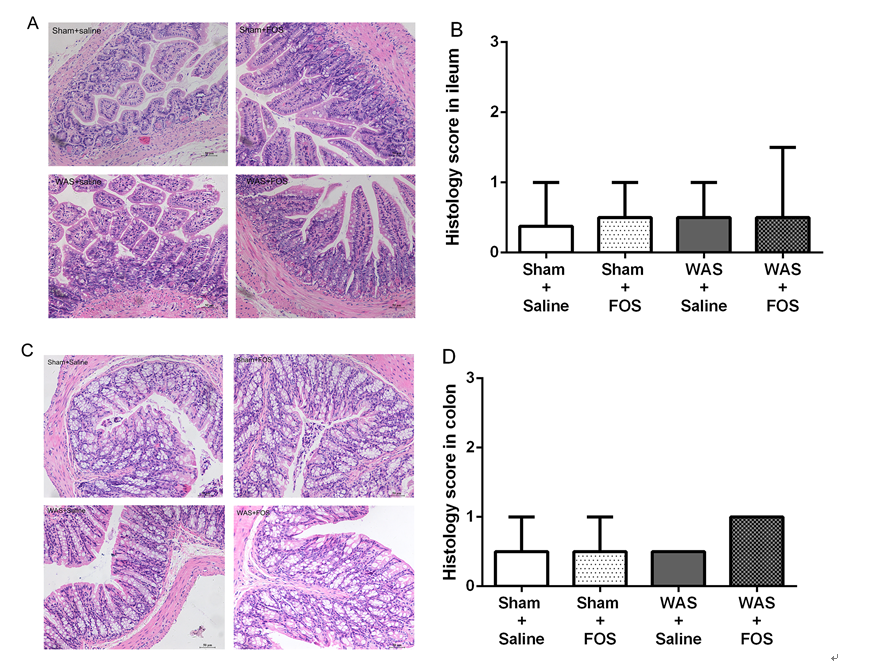 A
Sham+saline
Sham+FOS
WAS+saline
WAS+FOS
B
Histology score in ileum
3
2
1
0
Sham
+
Saline
Sham
+
FOS
WAS
+
Saline
WAS
+
FOS
C
Sham+Saline
Sham+FOS
WAS+Saline
WAS+FOS
D
Histology score in colon
3
2
1
0
Sham
+
Saline
Sham
+
FOS
WAS
+
Saline
WAS
+
FOS